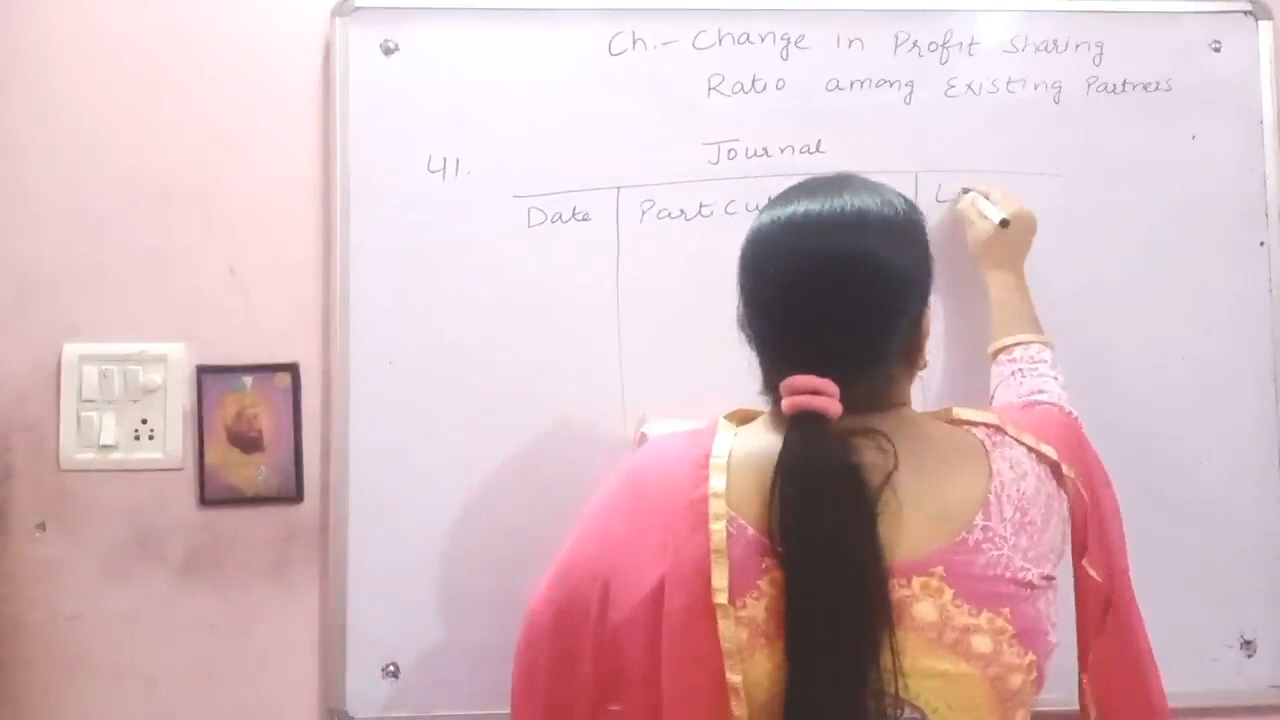 Ch:- Change in Profit Sharing
Ratio among Existing Partners
41.
Journal
Date